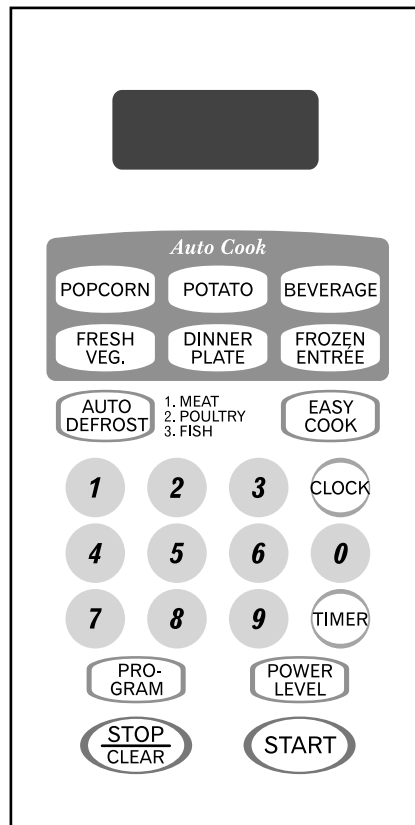 Auto Cook
POPCORN POTATO BEVERAGE
FRESH VEG.
DINNER PLATE
FROZEN ENTRÉE
AUTO DEFROST
1. MEAT
2. POULTRY
3. FISH
EASY COOK
1 2 3 CLOCK
4 5 6 0
7 8 9 TIMER
PRO-
GRAM
POWER
LEVEL
STOP
CLEAR
START